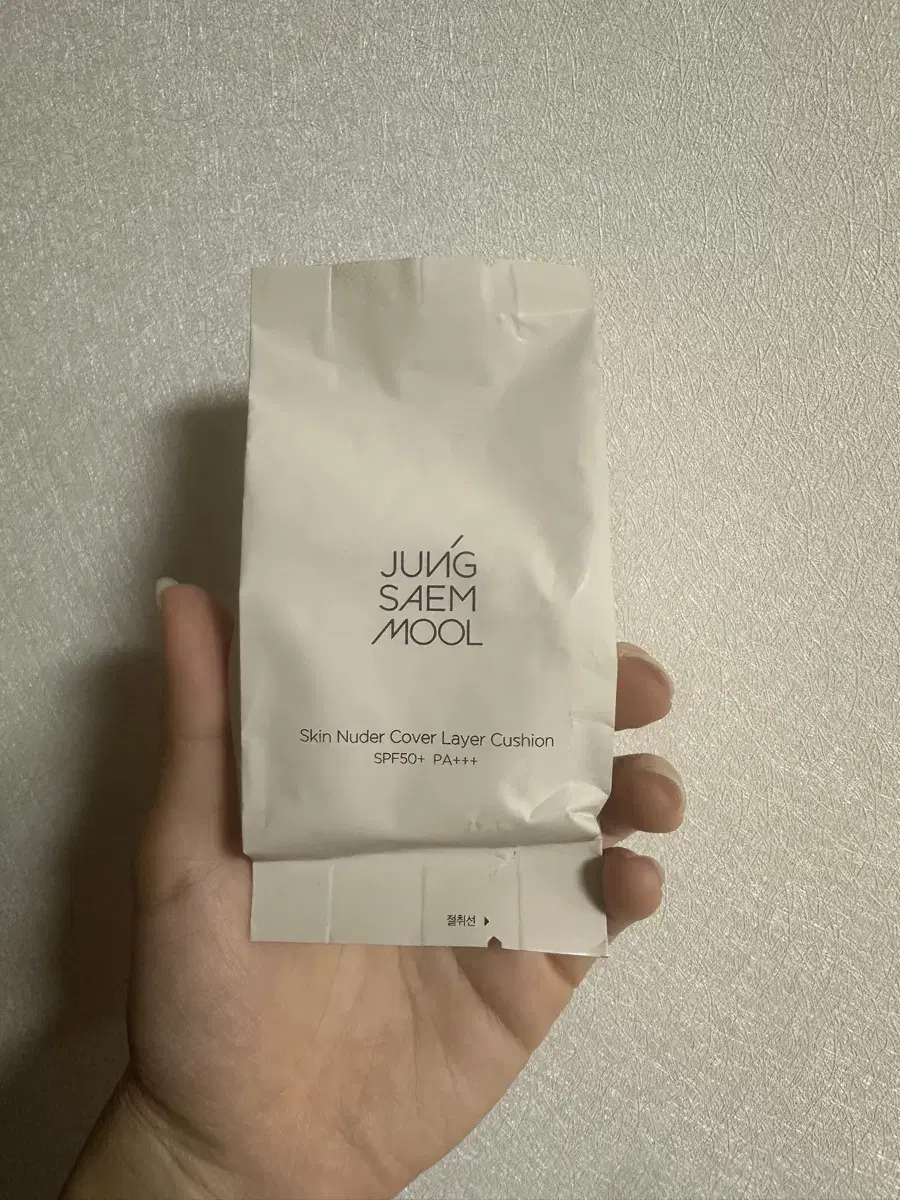 JUNG
SAEM
MOOL
Skin Nuder Cover Layer Cushion
SPF50+ PA+++
절취선